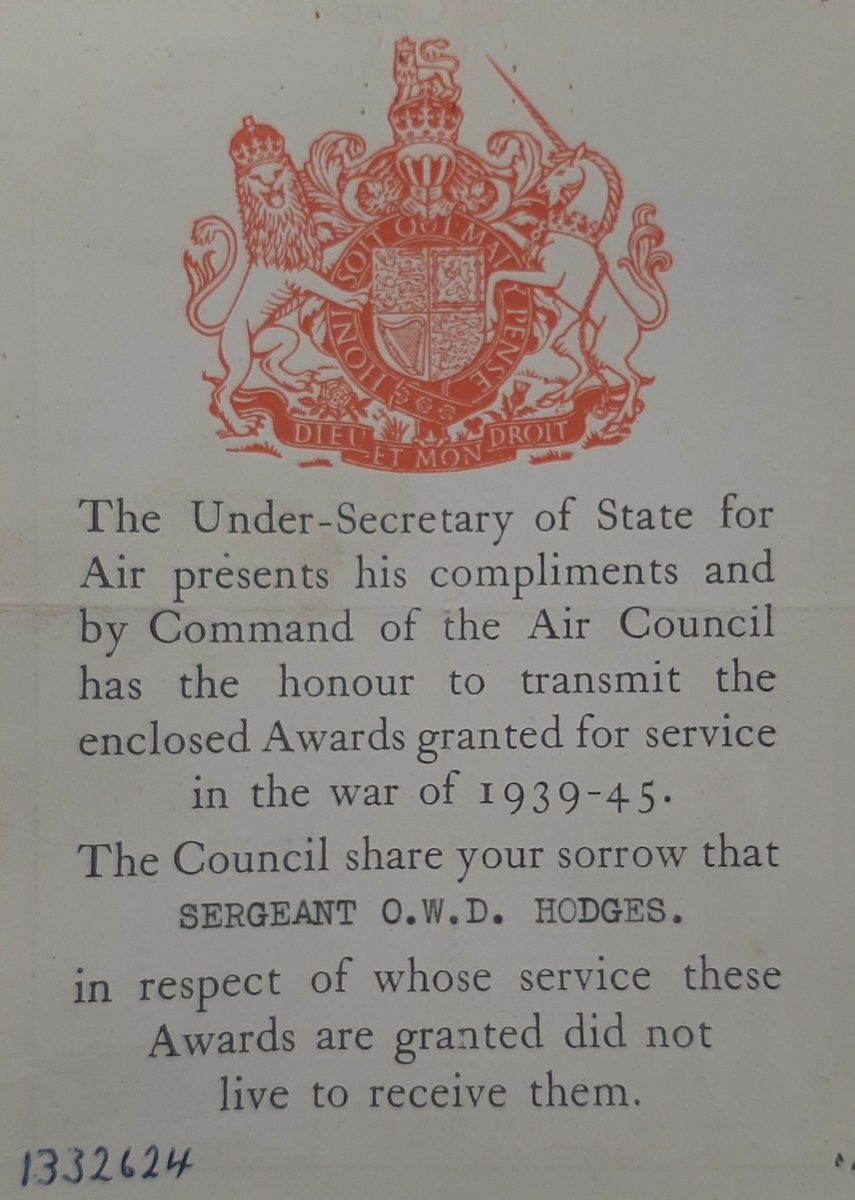 HONI SOIT QUI MAL Y PENSE
DIEU ET MON DROIT
The Under-Secretary of State for
Air presents his compliments and
by Command of the Air Council
has the honour to transmit the
enclosed Awards granted for service
in the war of 1939-45.
The Council share your sorrow that
SERGEANT O.W.D. HODGES.
in respect of whose service these
Awards are granted did not
live to receive them.
1332624